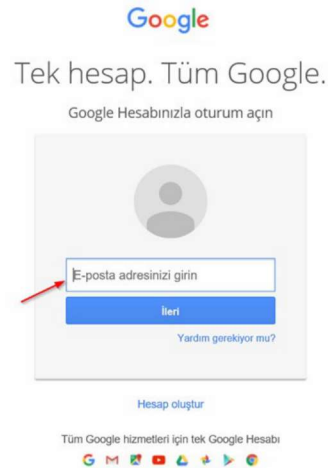 Google
Tek hesap. Tüm Google.
Google Hesabınızla oturum açın
E-posta adresinizi girin
İleri
Yardım gerekiyor mu?
Hesap oluştur
Tüm Google hizmetleri için tek Google Hesabı